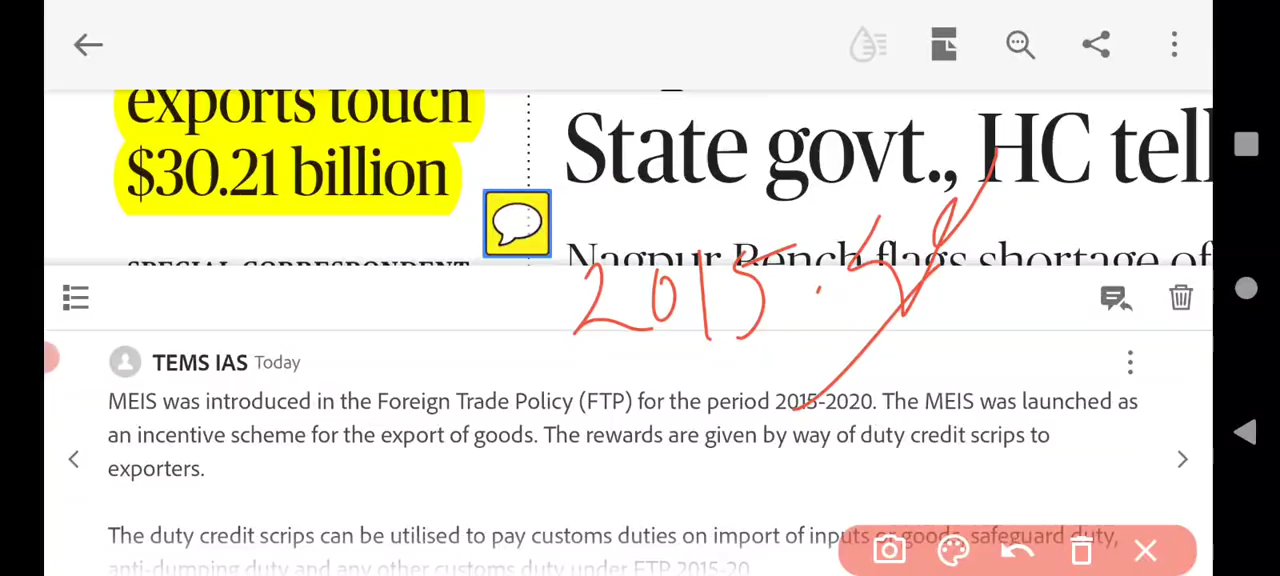 exports touch
$30.21 billion
State govt., HC tell
SPECIAL CORRESPONDENT
Nagpur Bench flags shortage of
2015.
TEMS IAS Today
MEIS was introduced in the Foreign Trade Policy (FTP) for the period 2015-2020. The MEIS was launched as
an incentive scheme for the export of goods. The rewards are given by way of duty credit scrips to
exporters.
The duty credit scrips can be utilised to pay customs duties on import of inputs or goods, safeguard duty,
anti-dumping duty and any other customs duty under FTP 2015-20